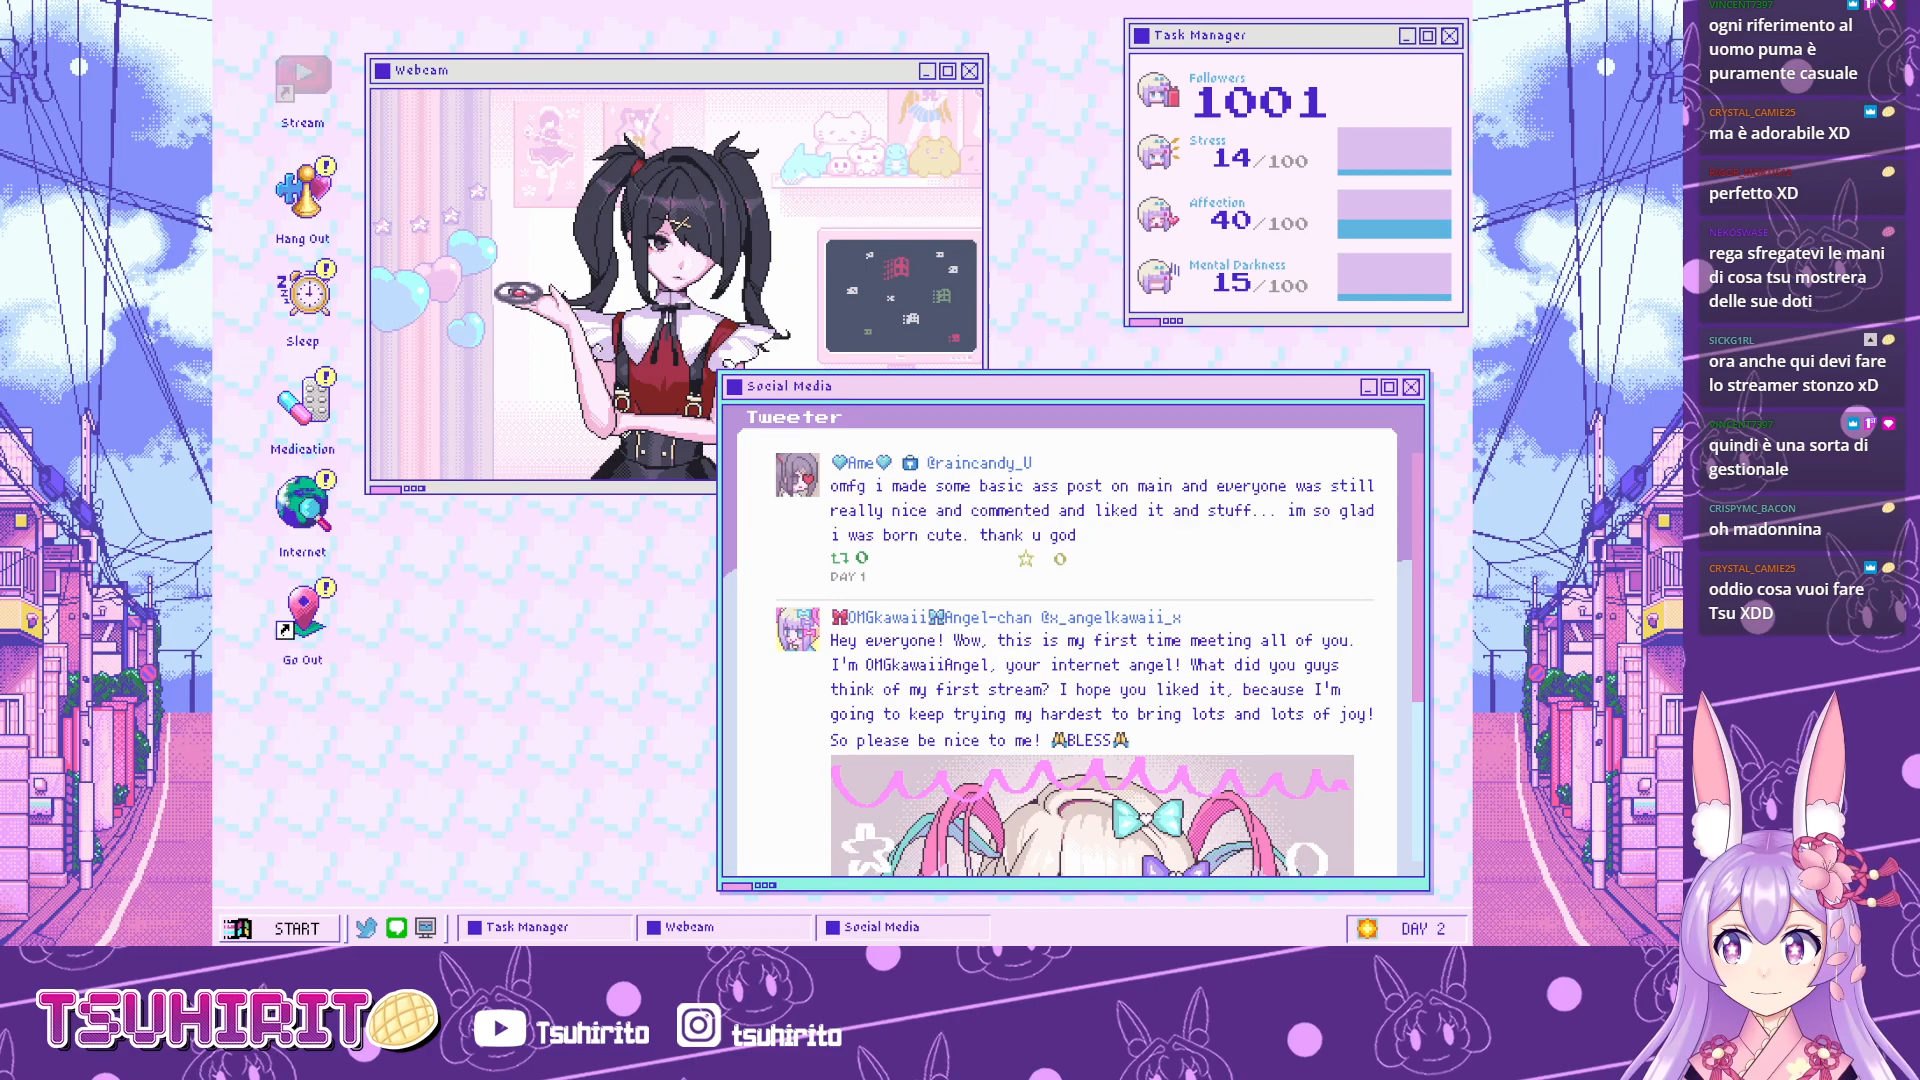 Stream
Hang Out
Sleep
Medication
Internet
Go Out
Webcam
Task Manager
Followers
1001
Stress
14/100
Affection
40/100
Mental Darkness
15/100
Social Media
Tweeter
Ame @raincandy_U
omfg i made some basic ass post on main and everyone was still
really nice and commented and liked it and stuff... im so glad
i was born cute. thank u god
0 0
DAY 1
OMGkawaii Angel-chan @x_angelkawaii_x
Hey everyone! Wow, this is my first time meeting all of you.
I'm OMGkawaiiAngel, your internet angel! What did you guys
think of my first stream? I hope you liked it, because I'm
going to keep trying my hardest to bring lots and lots of joy!
So please be nice to me! 🙏BLESS🙏
START
Task Manager
Webcam
Social Media
DAY 2
VINCENT7397
ogni riferimento al
uomo puma è
puramente casuale
CRYSTAL_CAMIE25
ma è adorabile XD
perfetto XD
NEKOSWASE
rega sfregatevi le mani
di cosa tsu mostrera
delle sue doti
SICKG1RL
ora anche qui devi fare
lo streamer stonzo xD
VINCENT7397
quindi è una sorta di
gestionale
CRISPYMC_BACON
oh madonnina
CRYSTAL_CAMIE25
oddio cosa vuoi fare
Tsu XDD
TSUHIRIT
Tsuhirito
tsuhirito